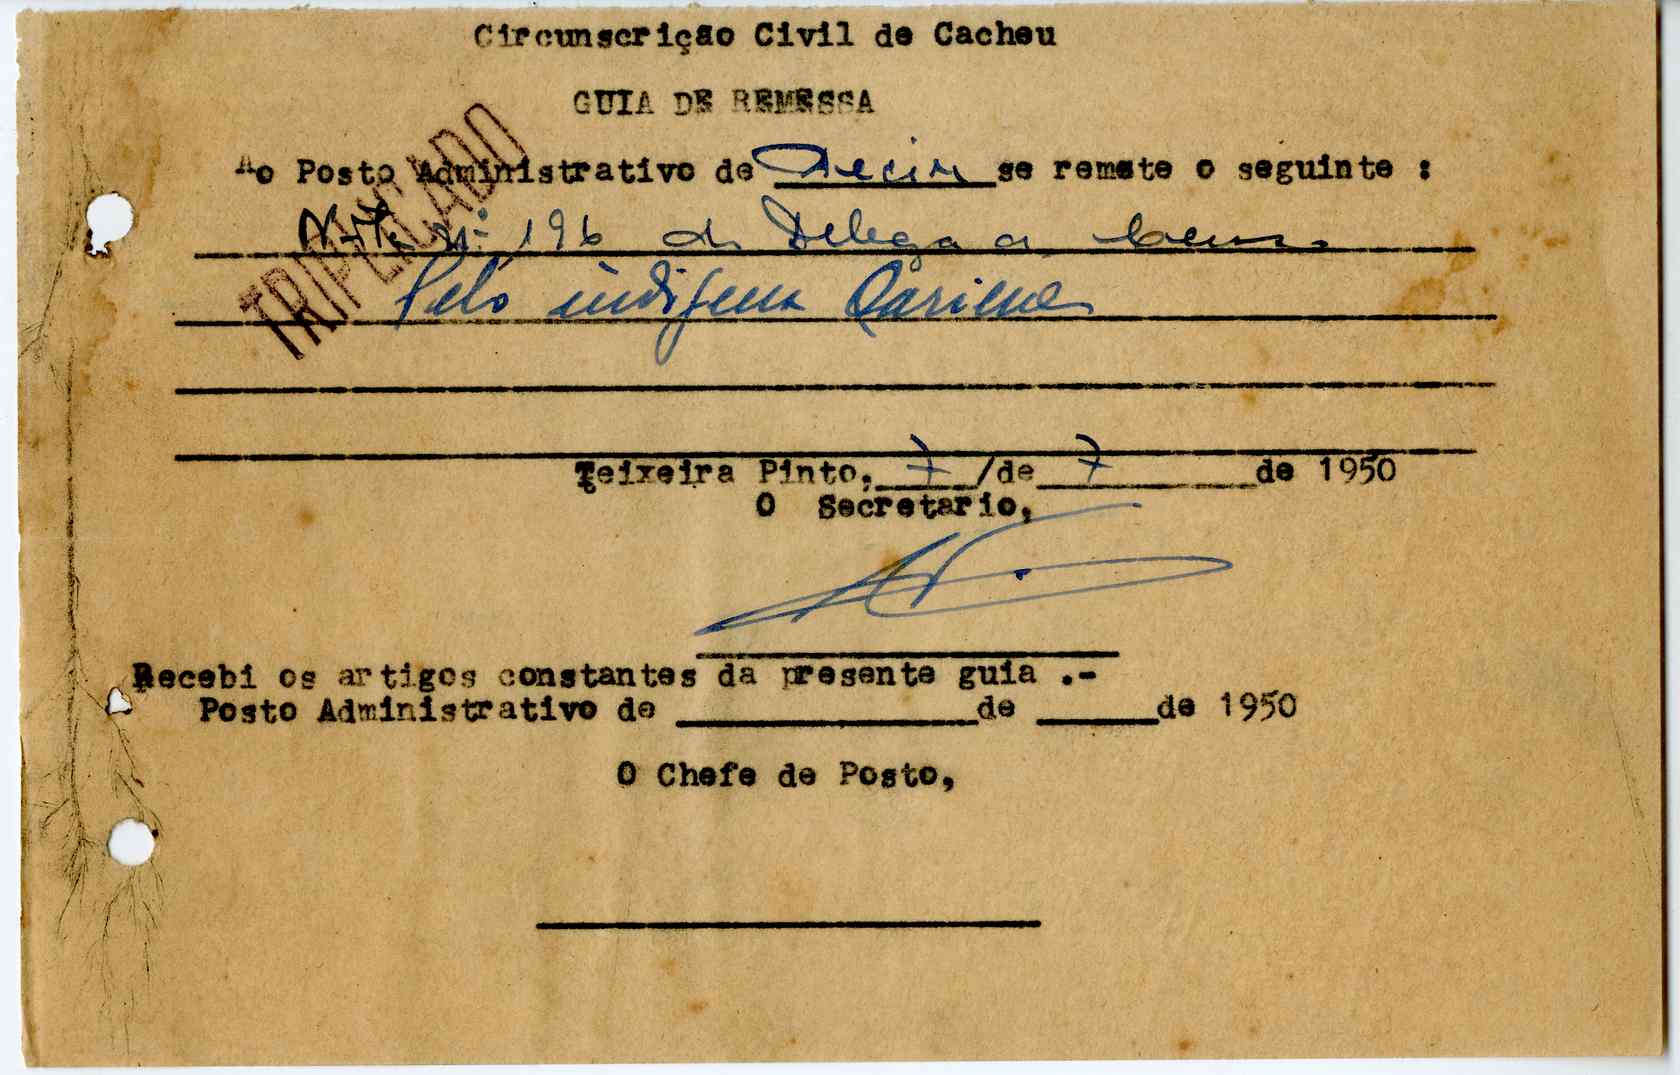 Circunscrição Civil de Cacheu
GUIA DE REMESSA
TRIPLICADO
Ao Posto Administrativo de se remete o seguinte :
nº 196 da Delega a
Pelo indígena
Teixeira Pinto, 7 /de 7 de 1950
O Secretario,
Recebi os artigos constantes da presente guia .-
Posto Administrativo de de de 1950
O Chefe de Posto,